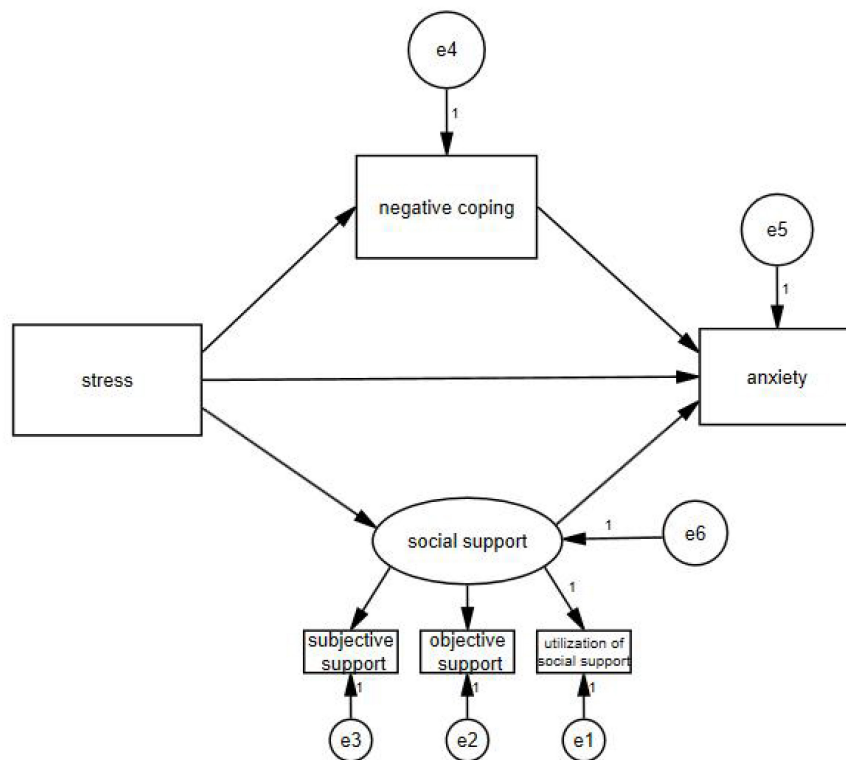 e4
1
negative coping
e5
1
stress
anxiety
social support
1
e6
1
subjective
support
objective
support
utilization of
social support
1
1
1
e3
e2
e1